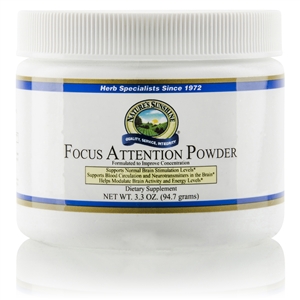 Herb Specialists Since 1972
NATURE'S SUNSHINE
QUALITY, SERVICE, INTEGRITY
FOCUS ATTENTION POWDER
Formulated to Improve Concentration
Supports Normal Brain Stimulation Levels*
Supports Blood Circulation and Neurotransmitters in the Brain*
Helps Modulate Brain Activity and Energy Levels*
Dietary Supplement
NET WT. 3.3 OZ. (94.7 grams)